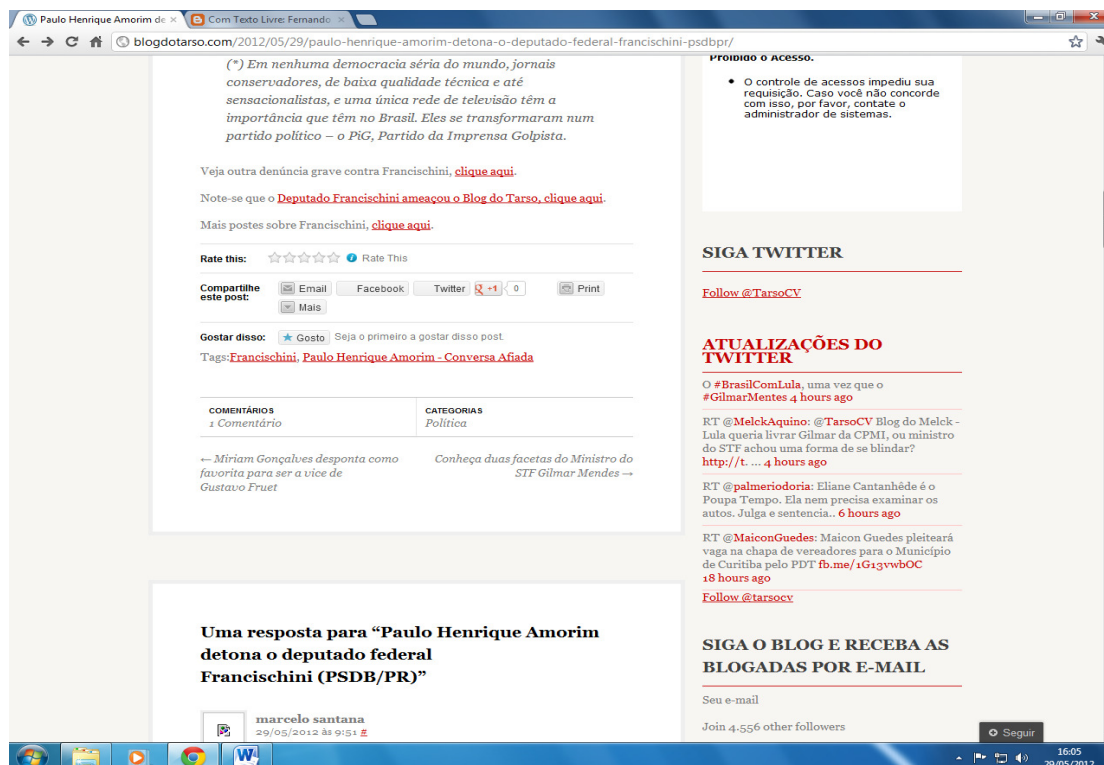 Paulo Henrique Amorim de
Com Texto Livre: Fernando
blogdotarso.com/2012/05/29/paulo-henrique-amorim-detona-o-deputado-federal-francischini-psdbpr/
(*) Em nenhuma democracia séria do mundo, jornais
conservadores, de baixa qualidade técnica e até
sensacionalistas, e uma única rede de televisão têm a
importância que têm no Brasil. Eles se transformaram num
partido político – o PiG, Partido da Imprensa Golpista.
Veja outra denúncia grave contra Francischini, clique aqui.
Note-se que o Deputado Francischini ameaçou o Blog do Tarso, clique aqui.
Mais postes sobre Francischini, clique aqui.
Rate this: Rate This
Compartilhe
este post:
Email Facebook Twitter +1 0 Print
Mais
Gostar disso: Gosto Seja o primeiro a gostar disso post.
Tags:Francischini, Paulo Henrique Amorim - Conversa Afiada
COMENTÁRIOS
1 Comentário
CATEGORIAS
Política
← Miriam Gonçalves desponta como
favorita para ser a vice de
Gustavo Fruet
Conheça duas facetas do Ministro do
STF Gilmar Mendes →
Uma resposta para “Paulo Henrique Amorim
detona o deputado federal
Francischini (PSDB/PR)”
marcelo santana
29/05/2012 às 9:51 #
Proibido o Acesso.
O controle de acessos impediu sua
requisição. Caso você não concorde
com isso, por favor, contate o
administrador de sistemas.
SIGA TWITTER
Follow @TarsoCV
ATUALIZAÇÕES DO
TWITTER
O #BrasilComLula, uma vez que o
#GilmarMentes 4 hours ago
RT @MelckAquino: @TarsoCV Blog do Melck -
Lula queria livrar Gilmar da CPMI, ou ministro
do STF achou uma forma de se blindar?
http://t. ... 4 hours ago
RT @palmeriodoria: Eliane Cantanhêde é o
Poupa Tempo. Ela nem precisa examinar os
autos. Julga e sentencia.. 6 hours ago
RT @MaiconGuedes: Maicon Guedes pleiteará
vaga na chapa de vereadores para o Município
de Curitiba pelo PDT fb.me/1G13vwbOC
18 hours ago
Follow @tarsocv
SIGA O BLOG E RECEBA AS
BLOGADAS POR E-MAIL
Seu e-mail
Join 4.556 other followers
Seguir
16:05
29/05/2012